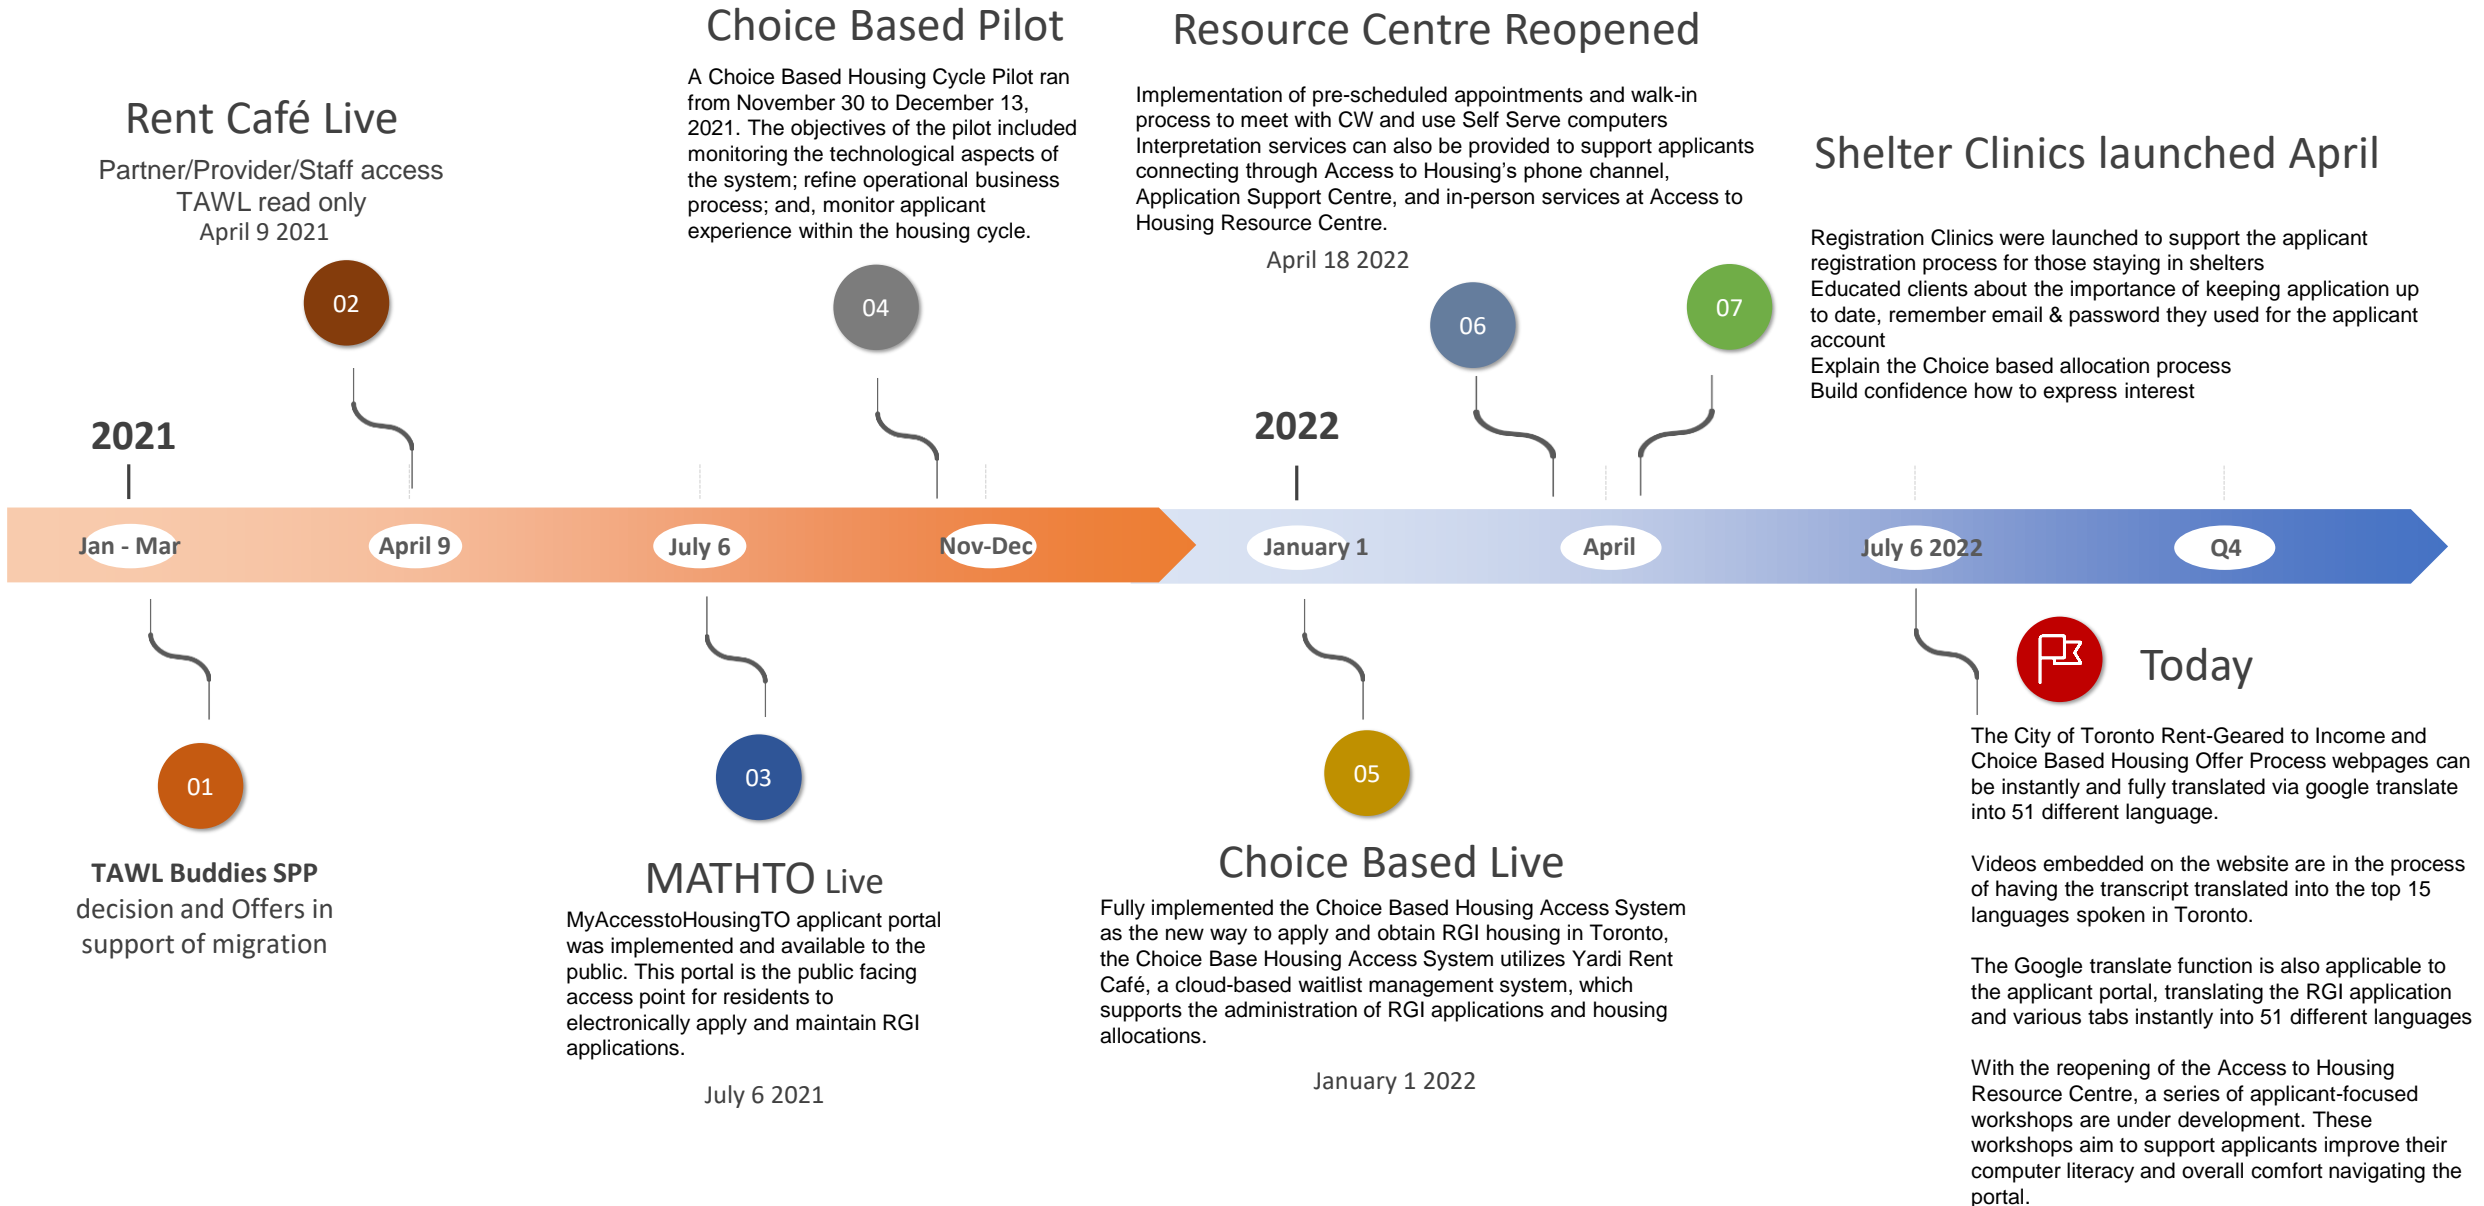 Rent Café Live
Partner/Provider/Staff access
TAWL read only
April 9 2021
02
Choice Based Pilot
A Choice Based Housing Cycle Pilot ran
from November 30 to December 13,
2021. The objectives of the pilot included
monitoring the technological aspects of
the system; refine operational business
process; and, monitor applicant
experience within the housing cycle.
04
Resource Centre Reopened
Implementation of pre-scheduled appointments and walk-in
process to meet with CW and use Self Serve computers
Interpretation services can also be provided to support applicants
connecting through Access to Housing's phone channel,
Application Support Centre, and in-person services at Access to
Housing Resource Centre.
April 18 2022
06
07
Shelter Clinics launched April
Registration Clinics were launched to support the applicant
registration process for those staying in shelters
Educated clients about the importance of keeping application up
to date, remember email & password they used for the applicant
account
Explain the Choice based allocation process
Build confidence how to express interest
2021
2022
Jan - Mar
April 9
July 6
Nov-Dec
January 1
April
July 6 2022
Q4
01
TAWL Buddies SPP
decision and Offers in
support of migration
03
MATHTO Live
MyAccesstoHousingTO applicant portal
was implemented and available to the
public. This portal is the public facing
access point for residents to
electronically apply and maintain RGI
applications.
July 6 2021
05
Choice Based Live
Fully implemented the Choice Based Housing Access System
as the new way to apply and obtain RGI housing in Toronto,
the Choice Base Housing Access System utilizes Yardi Rent
Café, a cloud-based waitlist management system, which
supports the administration of RGI applications and housing
allocations.
January 1 2022
Today
The City of Toronto Rent-Geared to Income and
Choice Based Housing Offer Process webpages can
be instantly and fully translated via google translate
into 51 different language.
Videos embedded on the website are in the process
of having the transcript translated into the top 15
languages spoken in Toronto.
The Google translate function is also applicable to
the applicant portal, translating the RGI application
and various tabs instantly into 51 different languages
With the reopening of the Access to Housing
Resource Centre, a series of applicant-focused
workshops are under development. These
workshops aim to support applicants improve their
computer literacy and overall comfort navigating the
portal.